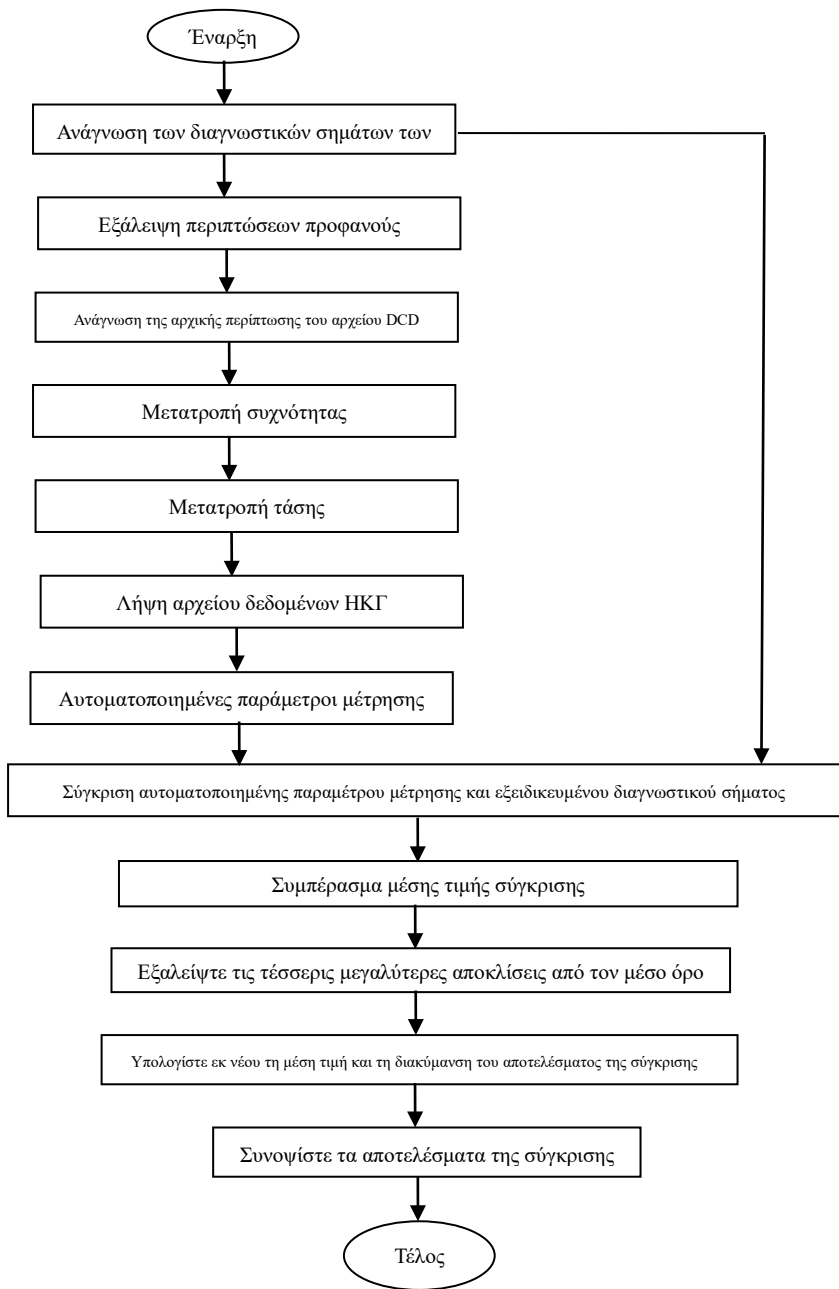 Έναρξη
Ανάγνωση των διαγνωστικών σημάτων των
Εξάλειψη περιπτώσεων προφανούς
Ανάγνωση της αρχικής περίπτωσης του αρχείου DCD
Μετατροπή συχνότητας
Μετατροπή τάσης
Λήψη αρχείου δεδομένων ΗΚΓ
Αυτοματοποιημένες παράμετροι μέτρησης
Σύγκριση αυτοματοποιημένης παραμέτρου μέτρησης και εξειδικευμένου διαγνωστικού σήματος
Συμπέρασμα μέσης τιμής σύγκρισης
Εξαλείψτε τις τέσσερις μεγαλύτερες αποκλίσεις από τον μέσο όρο
Υπολογίστε εκ νέου τη μέση τιμή και τη διακύμανση του αποτελέσματος της σύγκρισης
Συνοψίστε τα αποτελέσματα της σύγκρισης
Τέλος